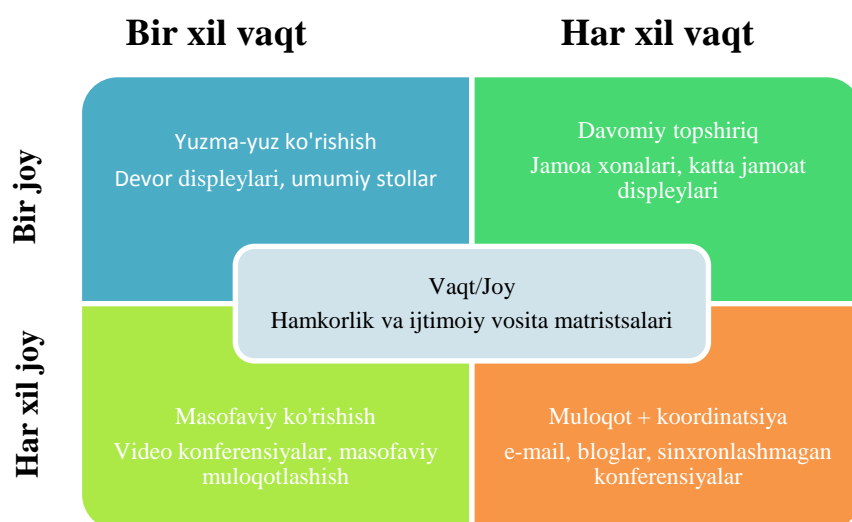 Bir xil vaqt
Har xil vaqt
Bir joy
Yuzma-yuz ko'rishish
Devor displeylari, umumiy stollar
Davomiy topshiriq
Jamoa xonalari, katta jamoat
displeylari
Vaqt/Joy
Hamkorlik va ijtimoiy vosita matristsalari
Har xil joy
Masofaviy ko'rishish
Video konferensiyalar, masofaviy
muloqotlashish
Muloqot + koordinatsiya
e-mail, bloglar, sinxronlashmagan
konferensiyalar